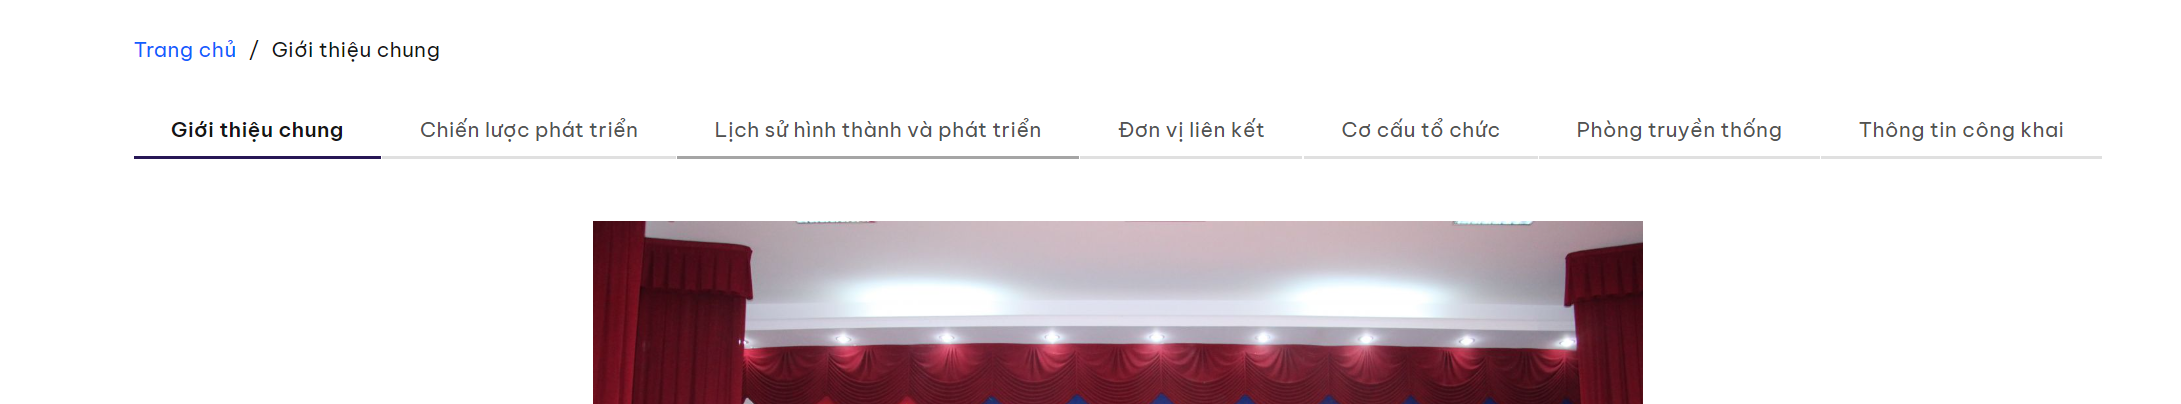 Trang chủ / Giới thiệu chung
Giới thiệu chung Chiến lược phát triển Lịch sử hình thành và phát triển Đơn vị liên kết Cơ cấu tổ chức Phòng truyền thống Thông tin công khai